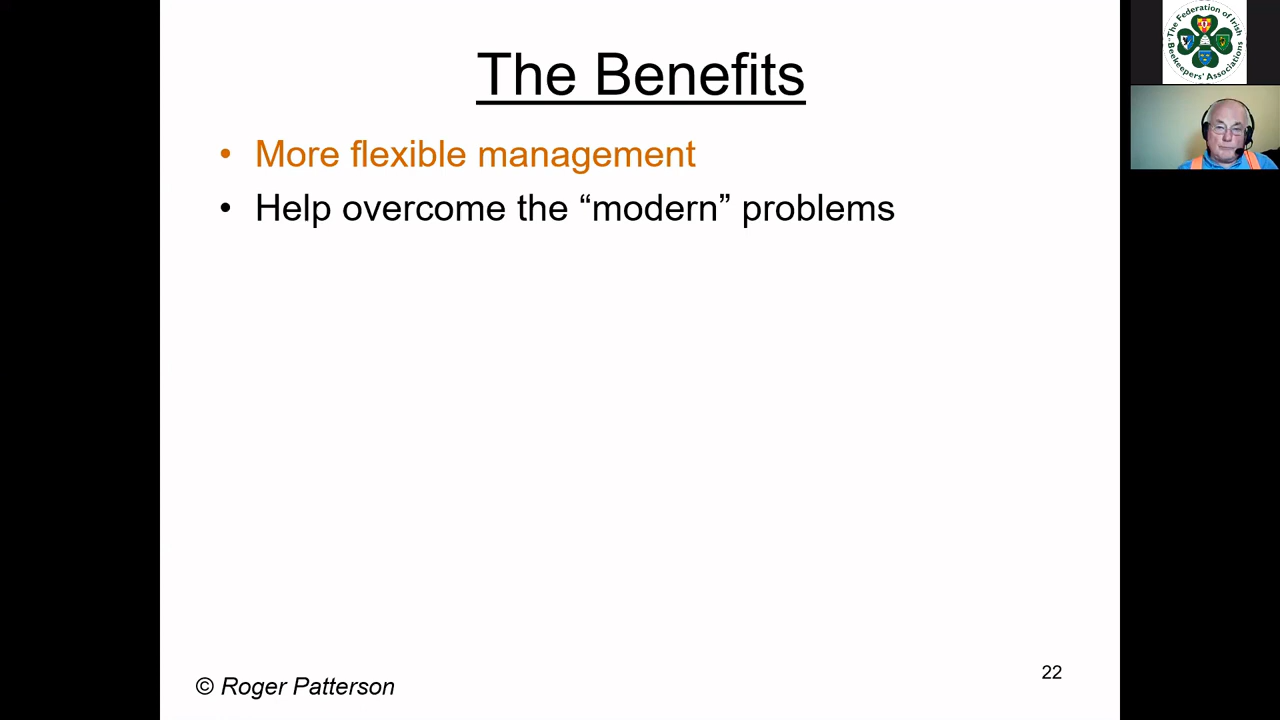 The Benefits
• More flexible management
• Help overcome the “modern” problems
© Roger Patterson
22
"The Federation of Irish
Beekeepers' Associations"